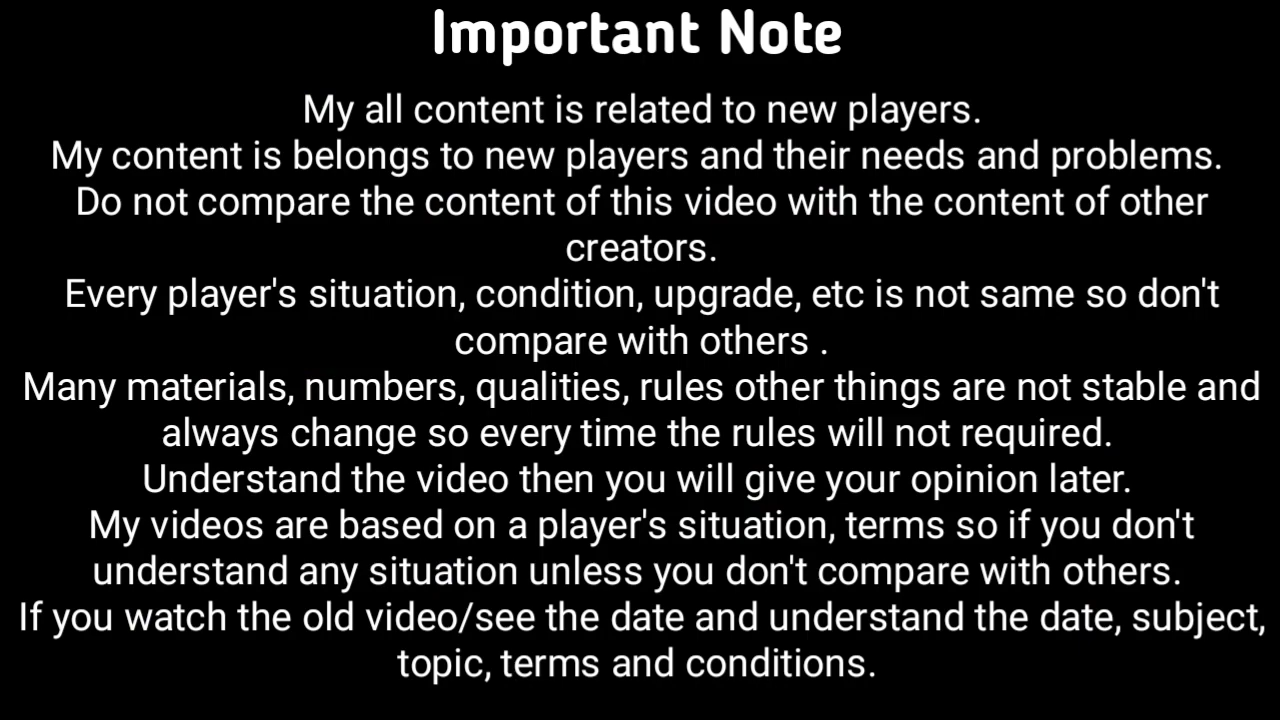 Important Note
My all content is related to new players.
My content is belongs to new players and their needs and problems.
Do not compare the content of this video with the content of other
creators.
Every player's situation, condition, upgrade, etc is not same so don't
compare with others .
Many materials, numbers, qualities, rules other things are not stable and
always change so every time the rules will not required.
Understand the video then you will give your opinion later.
My videos are based on a player's situation, terms so if you don't
understand any situation unless you don't compare with others.
If you watch the old video/see the date and understand the date, subject,
topic, terms and conditions.